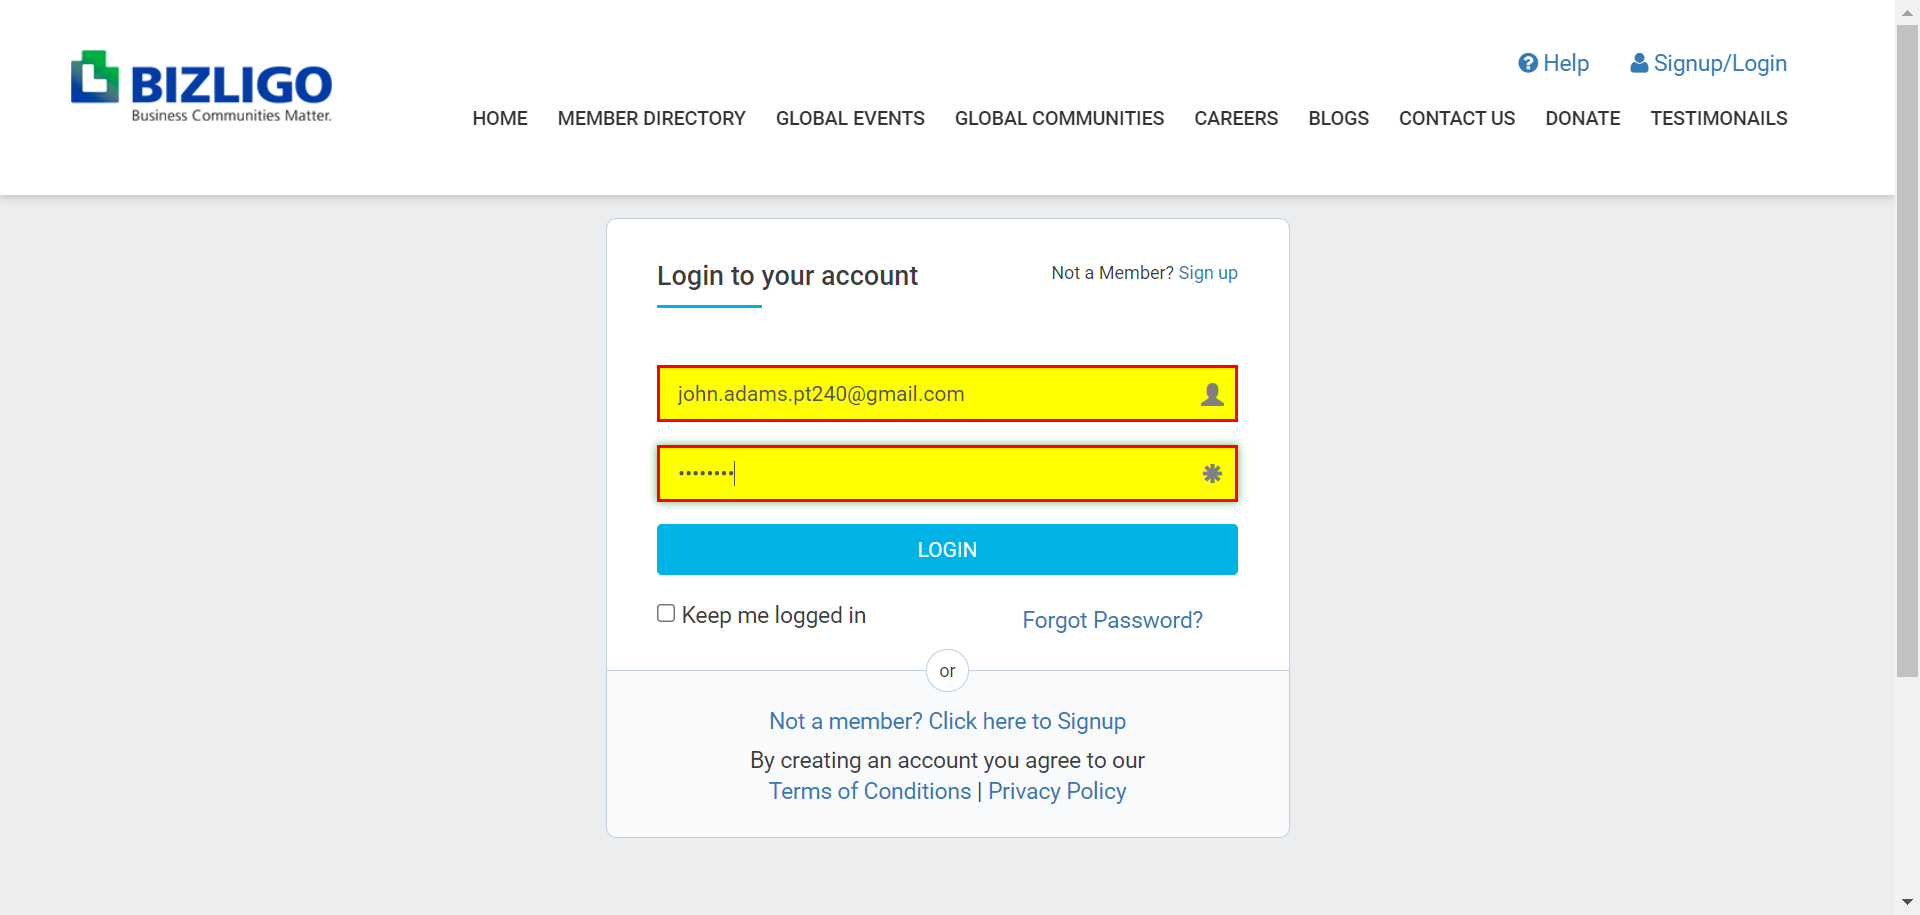 BIZLIGO
Business Communities Matter.
Help
Signup/Login
HOME MEMBER DIRECTORY GLOBAL EVENTS GLOBAL COMMUNITIES CAREERS BLOGS CONTACT US DONATE TESTIMONAILS
Login to your account
Not a Member? Sign up
john.adams.pt240@gmail.com
••••••••
LOGIN
Keep me logged in
Forgot Password?
or
Not a member? Click here to Signup
By creating an account you agree to our
Terms of Conditions | Privacy Policy